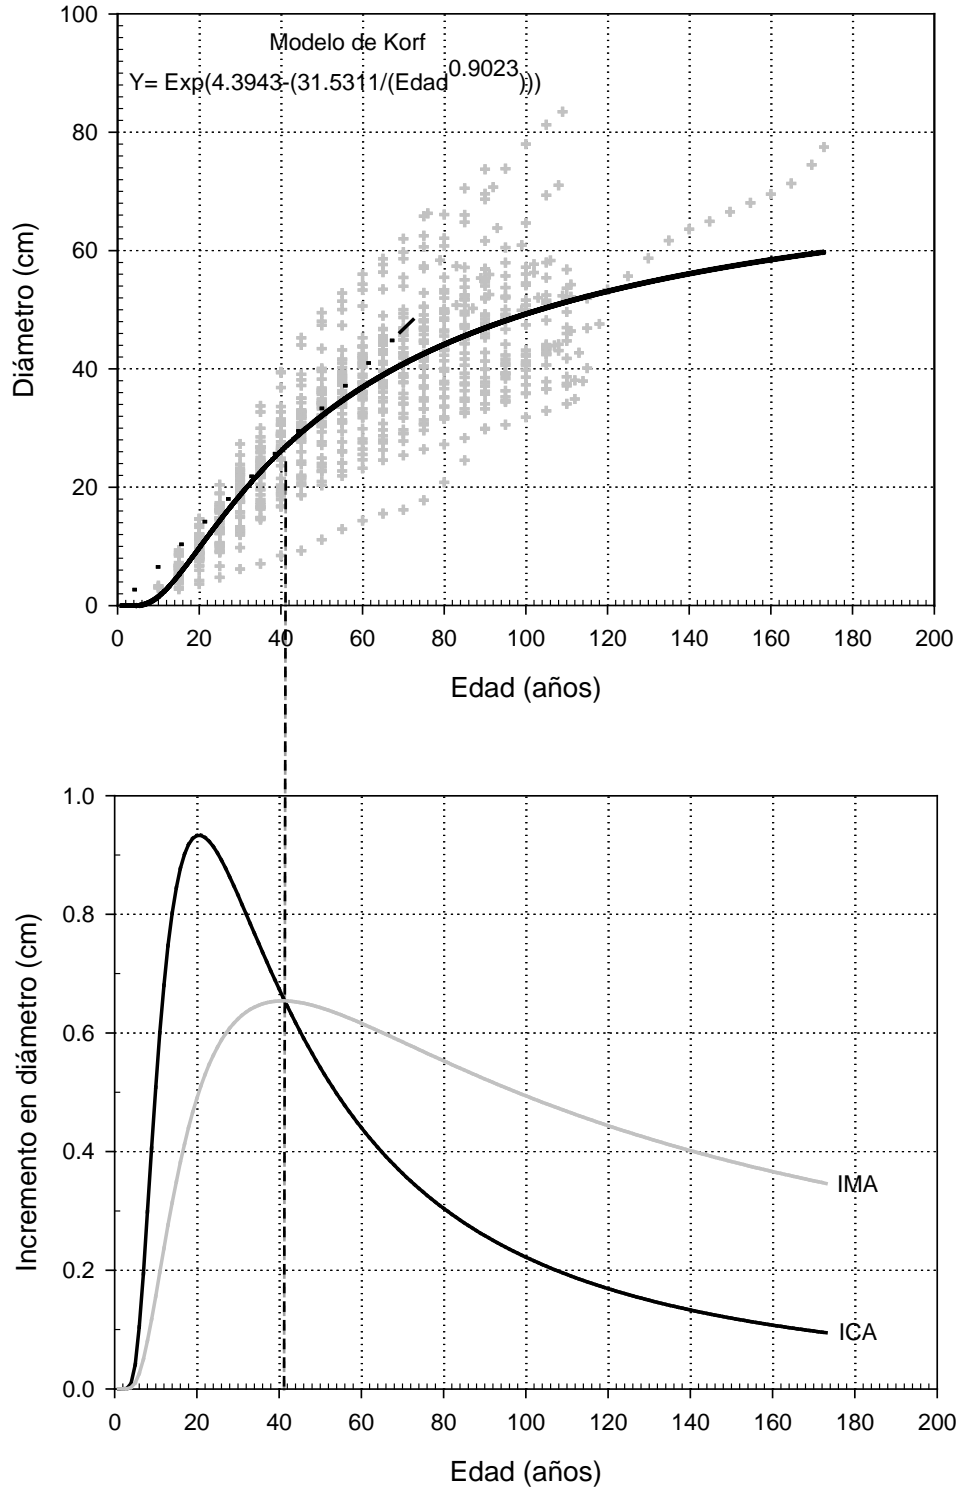 100
80
60
40
20
0
Diámetro (cm)
Modelo de Korf
Y= Exp(4.3943-(31.5311/(Edad^0.9023)))
0 20 40 60 80 100 120 140 160 180 200
Edad (años)
1.0
0.8
0.6
0.4
0.2
0.0
Incremento en diámetro (cm)
IMA
ICA
0 20 40 60 80 100 120 140 160 180 200
Edad (años)